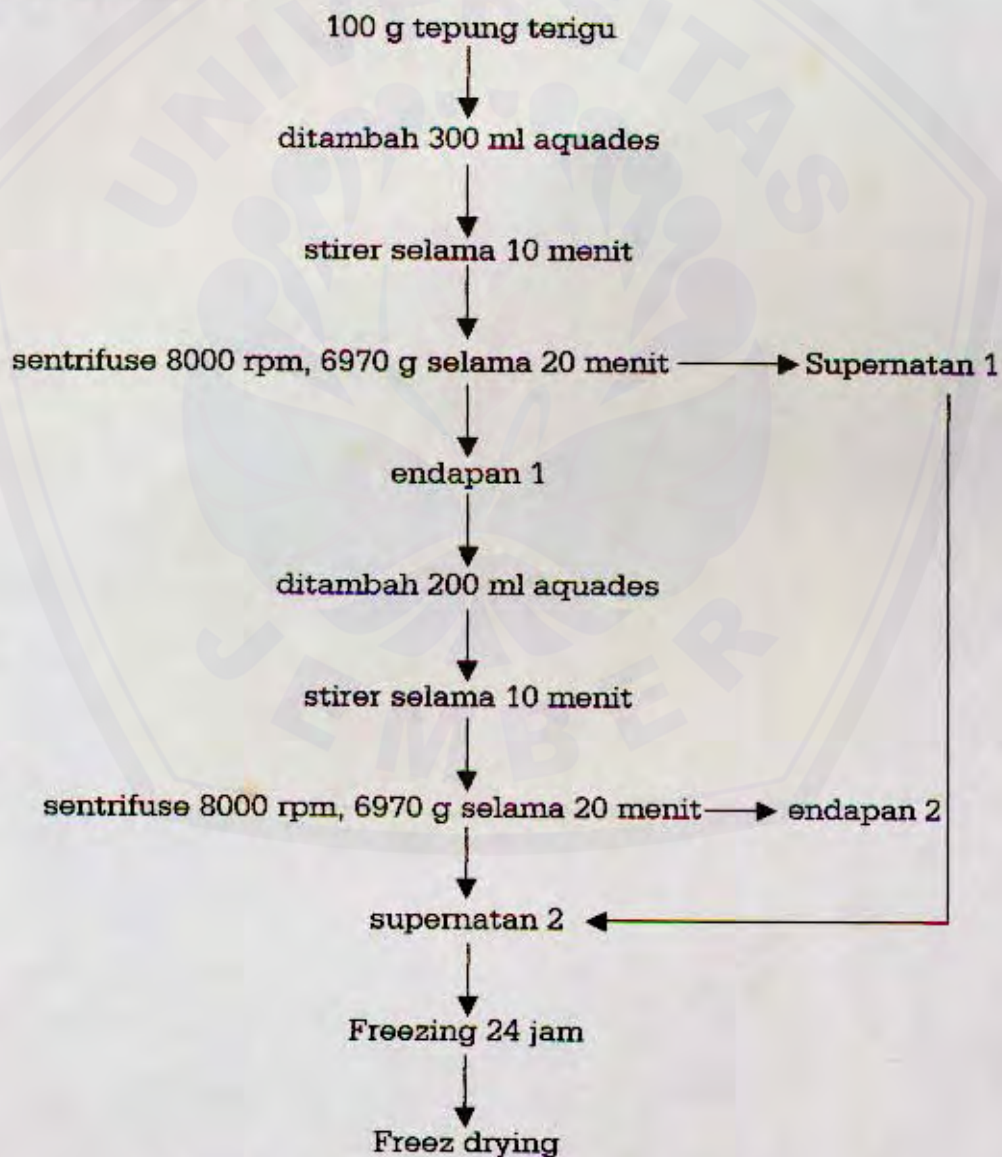 100 g tepung terigu
ditambah 300 ml aquades
stirer selama 10 menit
sentrifuse 8000 rpm, 6970 g selama 20 menit
Supernatan 1
endapan 1
ditambah 200 ml aquades
stirer selama 10 menit
sentrifuse 8000 rpm, 6970 g selama 20 menit
endapan 2
supernatan 2
Freezing 24 jam
Freez drying
UNIVERSITAS
JEMBER